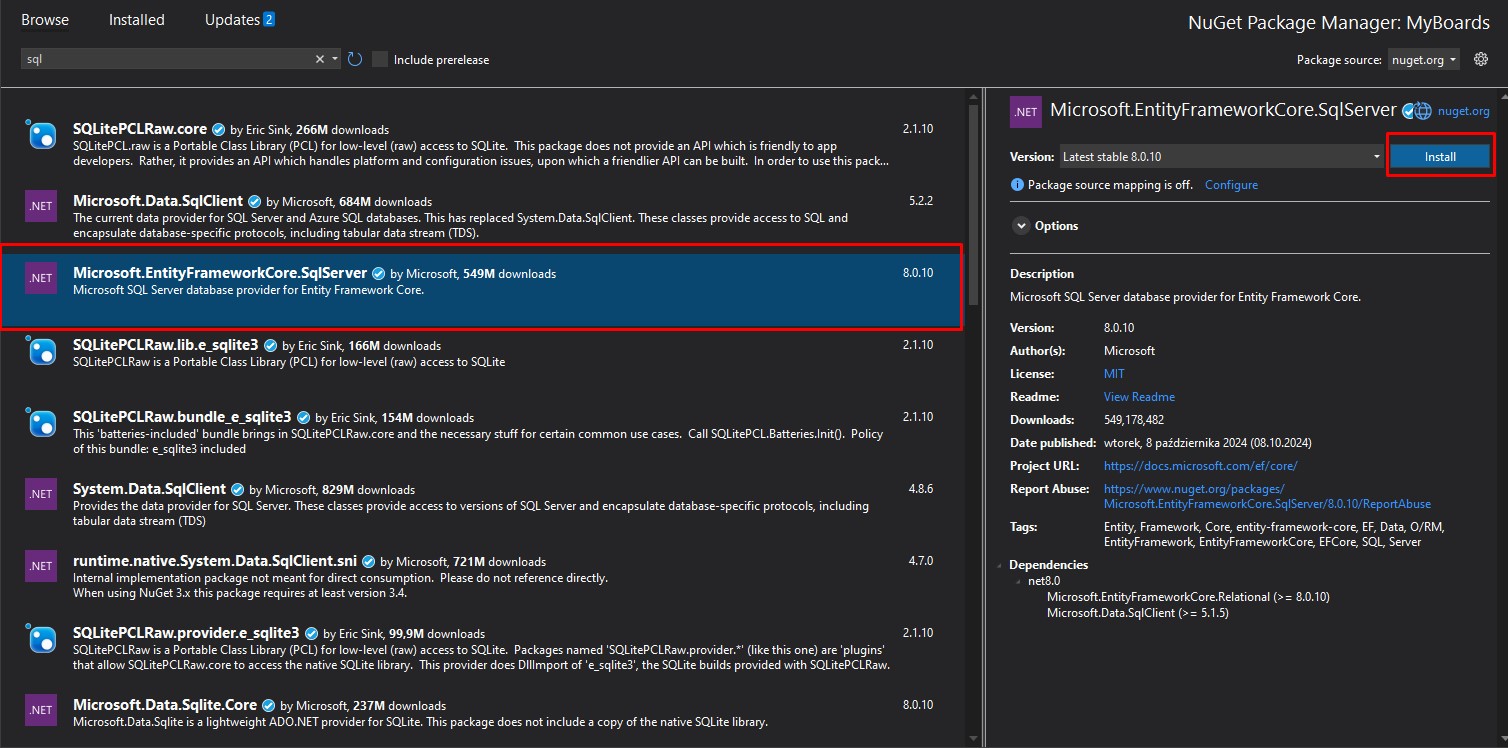 Browse
Installed
Updates 2
NuGet Package Manager: MyBoards
sql
Include prerelease
Package source: nuget.org
SQLitePCLRaw.core by Eric Sink, 266M downloads
2.1.10
SQLitePCL.raw is a Portable Class Library (PCL) for low-level (raw) access to SQLite. This package does not provide an API which is friendly to app
developers. Rather, it provides an API which handles platform and configuration issues, upon which a friendlier API can be built. In order to use this pack...
.NET
Microsoft.Data.SqlClient by Microsoft, 684M downloads
5.2.2
The current data provider for SQL Server and Azure SQL databases. This has replaced System.Data.SqlClient. These classes provide access to SQL and
encapsulate database-specific protocols, including tabular data stream (TDS).
.NET
Microsoft.EntityFrameworkCore.SqlServer by Microsoft, 549M downloads
8.0.10
Microsoft SQL Server database provider for Entity Framework Core.
SQLitePCLRaw.lib.e_sqlite3 by Eric Sink, 166M downloads
2.1.10
SQLitePCLRaw is a Portable Class Library (PCL) for low-level (raw) access to SQLite
SQLitePCLRaw.bundle_e_sqlite3 by Eric Sink, 154M downloads
2.1.10
This 'batteries-included' bundle brings in SQLitePCLRaw.core and the necessary stuff for certain common use cases. Call SQLitePCL.Batteries.Init(). Policy
of this bundle: e_sqlite3 included
.NET
System.Data.SqlClient by Microsoft, 829M downloads
4.8.6
Provides the data provider for SQL Server. These classes provide access to versions of SQL Server and encapsulate database-specific protocols, including
tabular data stream (TDS)
.NET
runtime.native.System.Data.SqlClient.sni by Microsoft, 721M downloads
4.7.0
Internal implementation package not meant for direct consumption. Please do not reference directly.
When using NuGet 3.x this package requires at least version 3.4.
SQLitePCLRaw.provider.e_sqlite3 by Eric Sink, 99,9M downloads
2.1.10
SQLitePCLRaw is a Portable Class Library (PCL) for low-level (raw) access to SQLite. Packages named 'SQLitePCLRaw.provider.*' (like this one) are 'plugins'
that allow SQLitePCLRaw.core to access the native SQLite library. This provider does DllImport of 'e_sqlite3', the SQLite builds provided with SQLitePCLRaw.
.NET
Microsoft.Data.Sqlite.Core by Microsoft, 237M downloads
8.0.10
Microsoft.Data.Sqlite is a lightweight ADO.NET provider for SQLite. This package does not include a copy of the native SQLite library.
.NET
Microsoft.EntityFrameworkCore.SqlServer
nuget.org
Version: Latest stable 8.0.10
Install
Package source mapping is off. Configure
Options
Description
Microsoft SQL Server database provider for Entity Framework Core.
Version: 8.0.10
Author(s): Microsoft
License: MIT
Readme: View Readme
Downloads: 549,178,482
Date published: wtorek, 8 października 2024 (08.10.2024)
Project URL: https://docs.microsoft.com/ef/core/
Report Abuse: https://www.nuget.org/packages/
Microsoft.EntityFrameworkCore.SqlServer/8.0.10/ReportAbuse
Tags: Entity, Framework, Core, entity-framework-core, EF, Data, O/RM,
EntityFramework, EntityFrameworkCore, EFCore, SQL, Server
Dependencies
net8.0
Microsoft.EntityFrameworkCore.Relational (>= 8.0.10)
Microsoft.Data.SqlClient (>= 5.1.5)